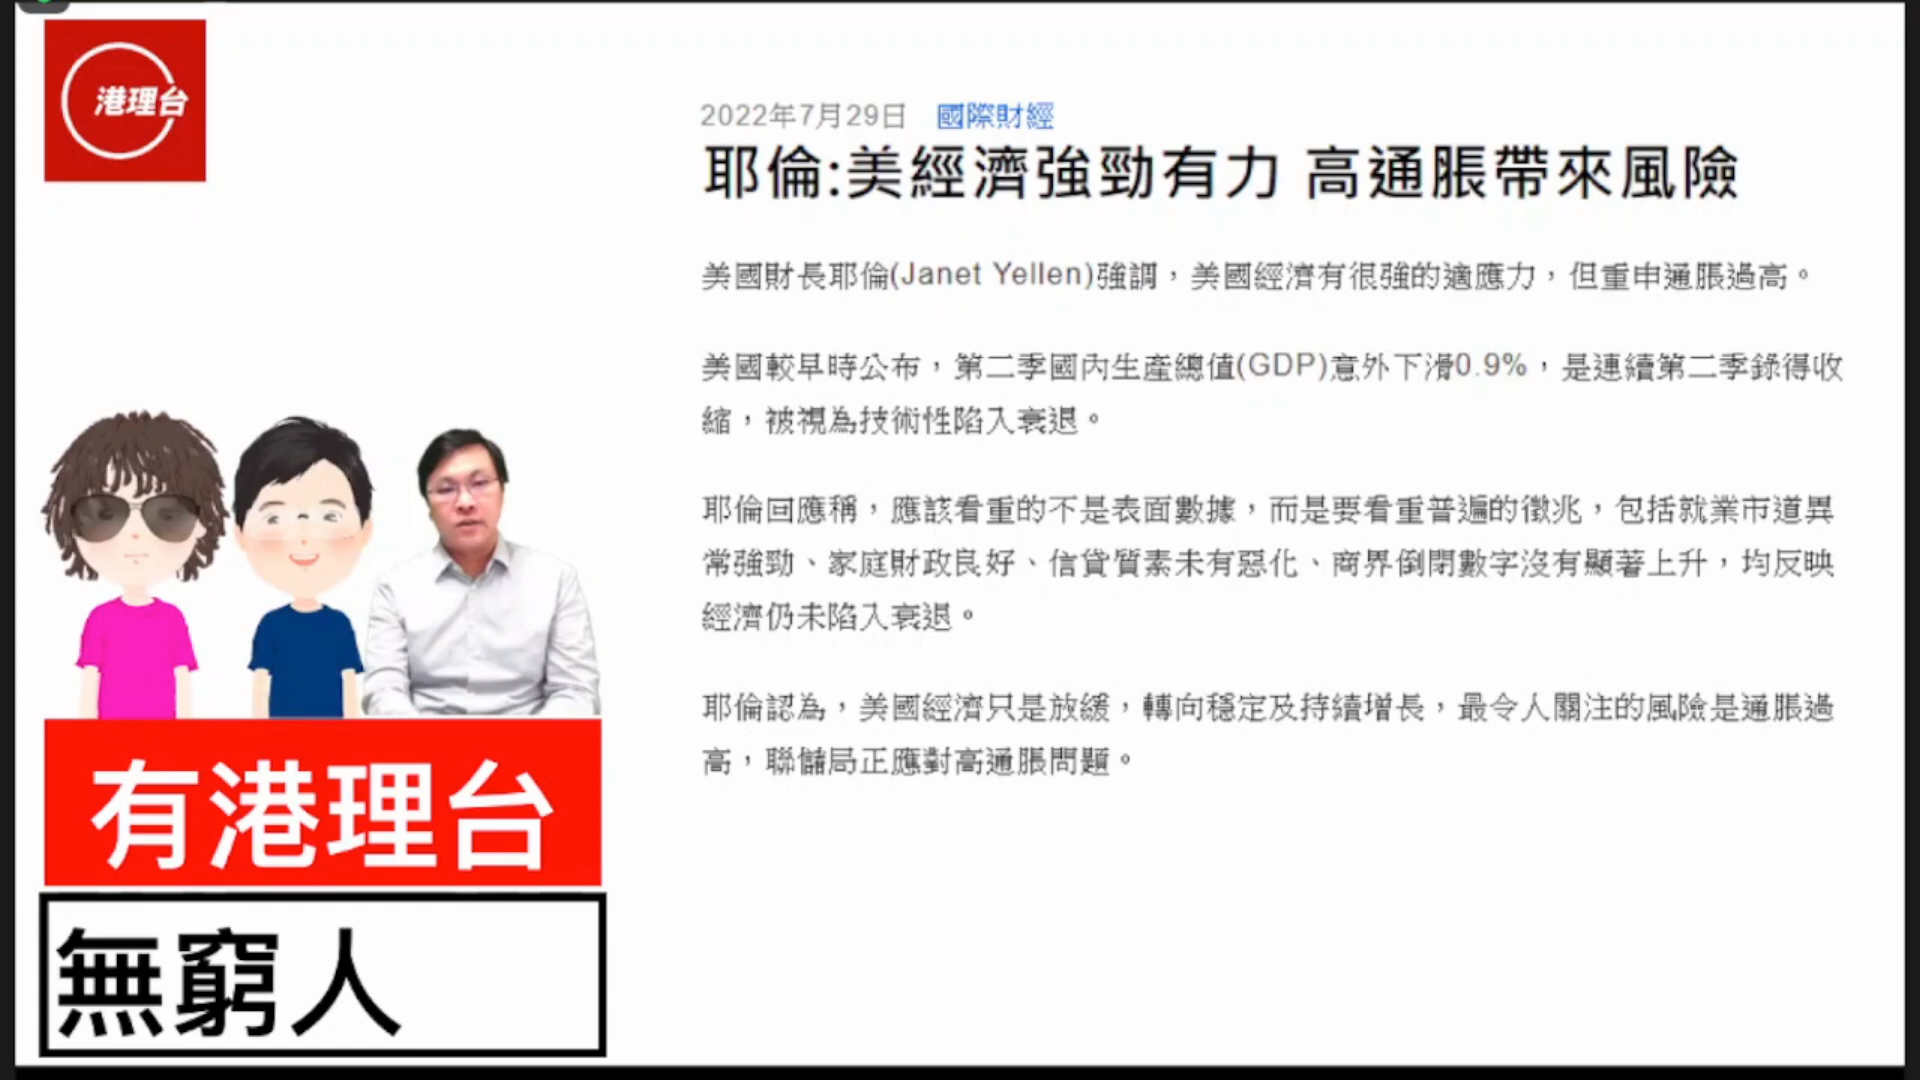 港理台
2022年7月29日 國際財經
耶倫:美經濟強勁有力 高通脹帶來風險
美國財長耶倫(Janet Yellen)強調，美國經濟有很強的適應力，但重申通脹過高。
美國較早時公布，第二季國內生產總值(GDP)意外下滑0.9%，是連續第二季錄得收
縮，被視為技術性陷入衰退。
耶倫回應稱，應該看重的不是表面數據，而是要看重普遍的徵兆，包括就業市道異
常強勁、家庭財政良好、信貸質素未有惡化、商界倒閉數字沒有顯著上升，均反映
經濟仍未陷入衰退。
耶倫認為，美國經濟只是放緩，轉向穩定及持續增長，最令人關注的風險是通脹過
高，聯儲局正應對高通脹問題。
有港理台
無窮人